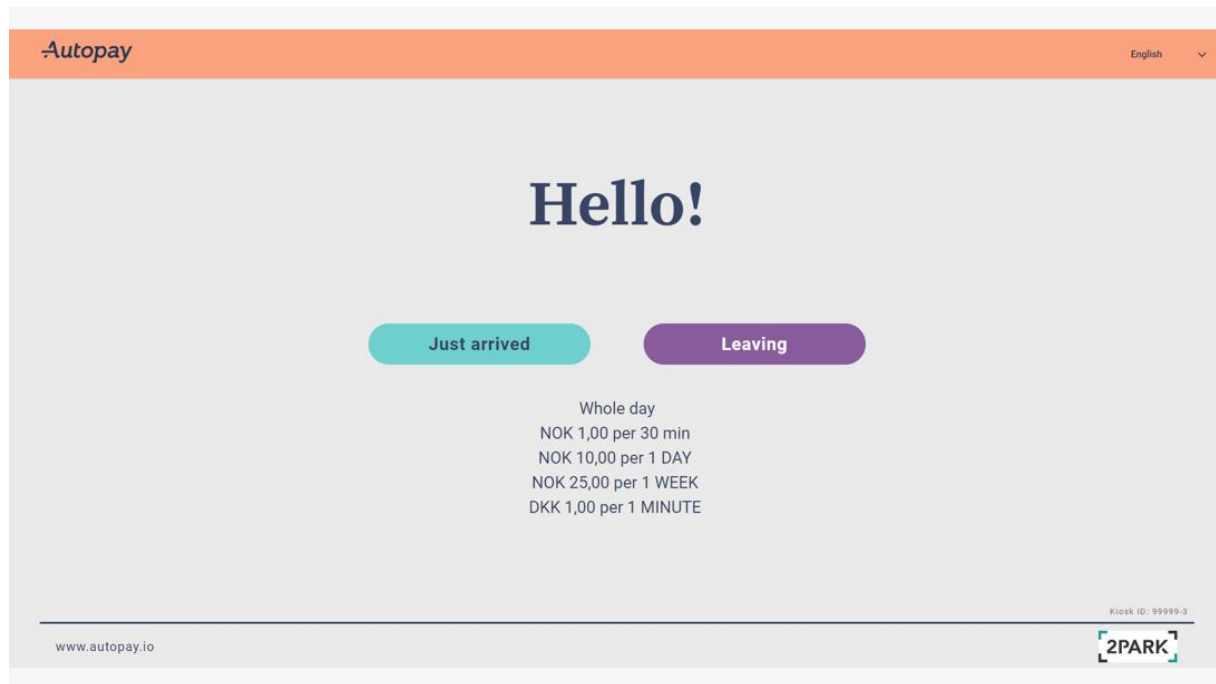 Autopay
English
Hello!
Just arrived
Leaving
Whole day
NOK 1,00 per 30 min
NOK 10,00 per 1 DAY
NOK 25,00 per 1 WEEK
DKK 1,00 per 1 MINUTE
Kiosk ID: 99999-3
www.autopay.io
2PARK